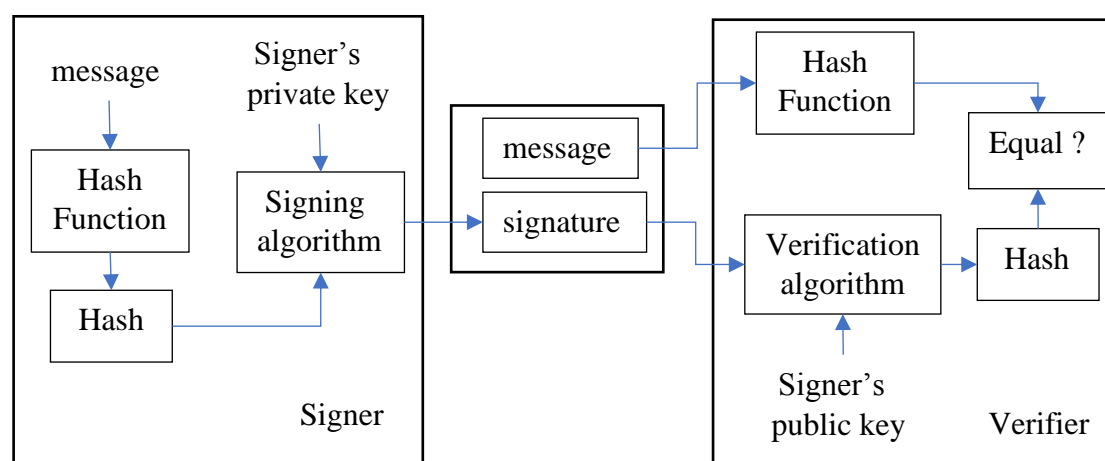 message
Signer’s
private key
Hash
Function
Signing
algorithm
Hash
Signer
message
signature
Hash
Function
Equal ?
Verification
algorithm
Hash
Signer’s
public key
Verifier